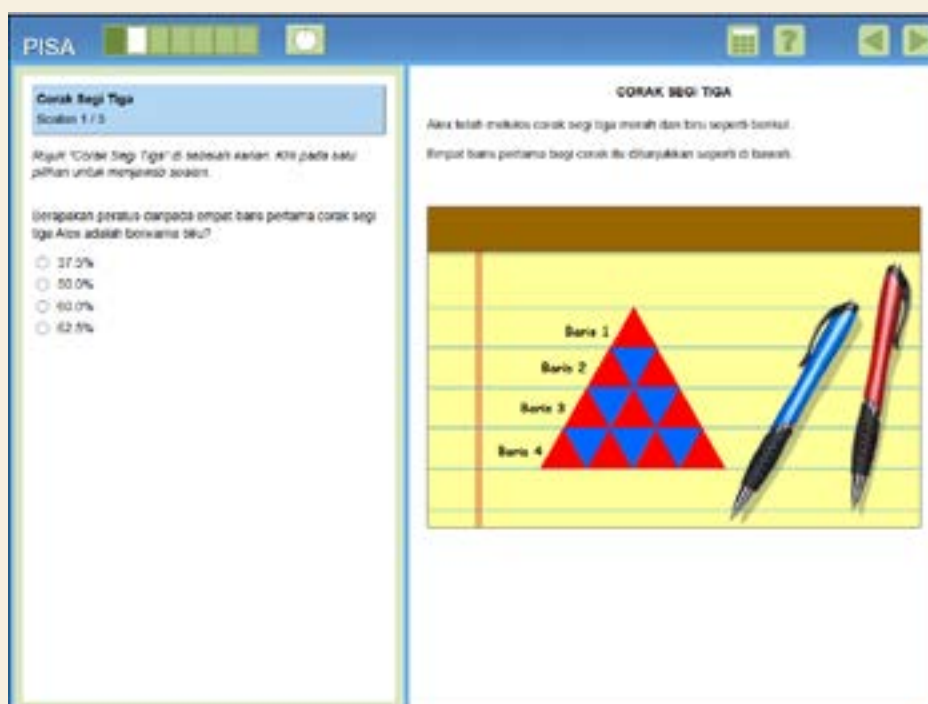 PISA
Corak Segi Tiga
Soalan 1 / 3
Rujuk "Corak Segi Tiga" di sebelah kanan. Klik pada satu
pilihan untuk menjawab soalan.
Berapakah peratus daripada empat baris pertama corak segi
tiga Alex adalah berwarna biru?
37.5%
50.0%
60.0%
62.5%
CORAK SEGI TIGA
Alex telah melukis corak segi tiga merah dan biru seperti berikut.
Empat baris pertama bagi corak itu ditunjukkan seperti di bawah.
Baris 1
Baris 2
Baris 3
Baris 4
?